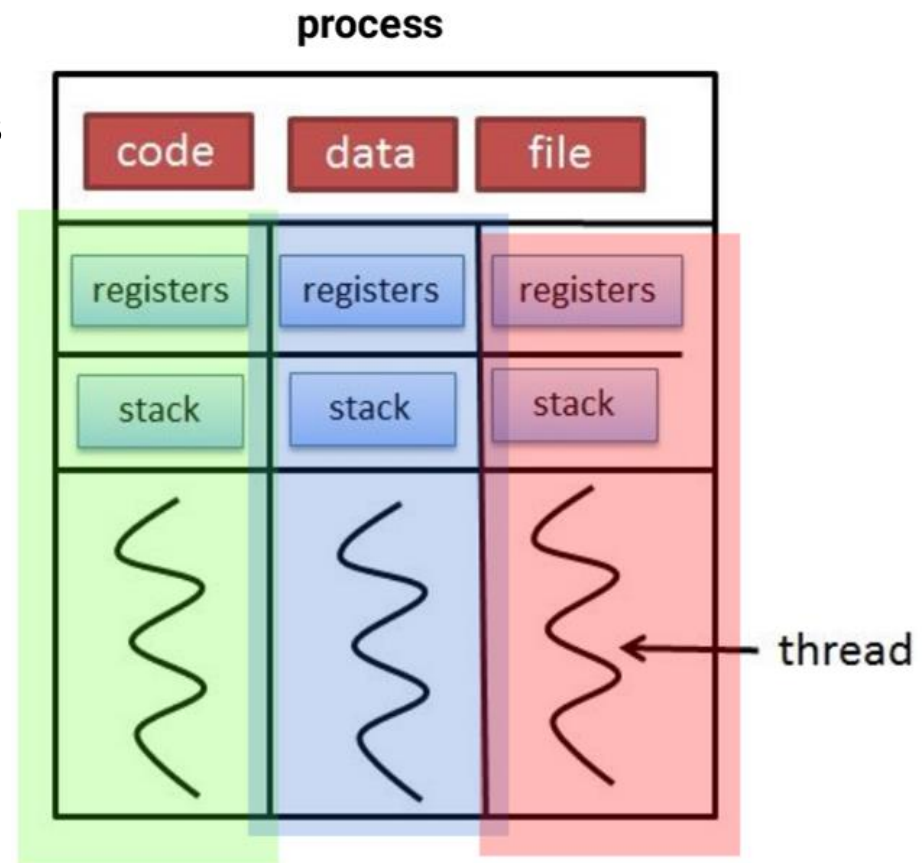 process
s
code data file
registers registers registers
stack stack stack
thread